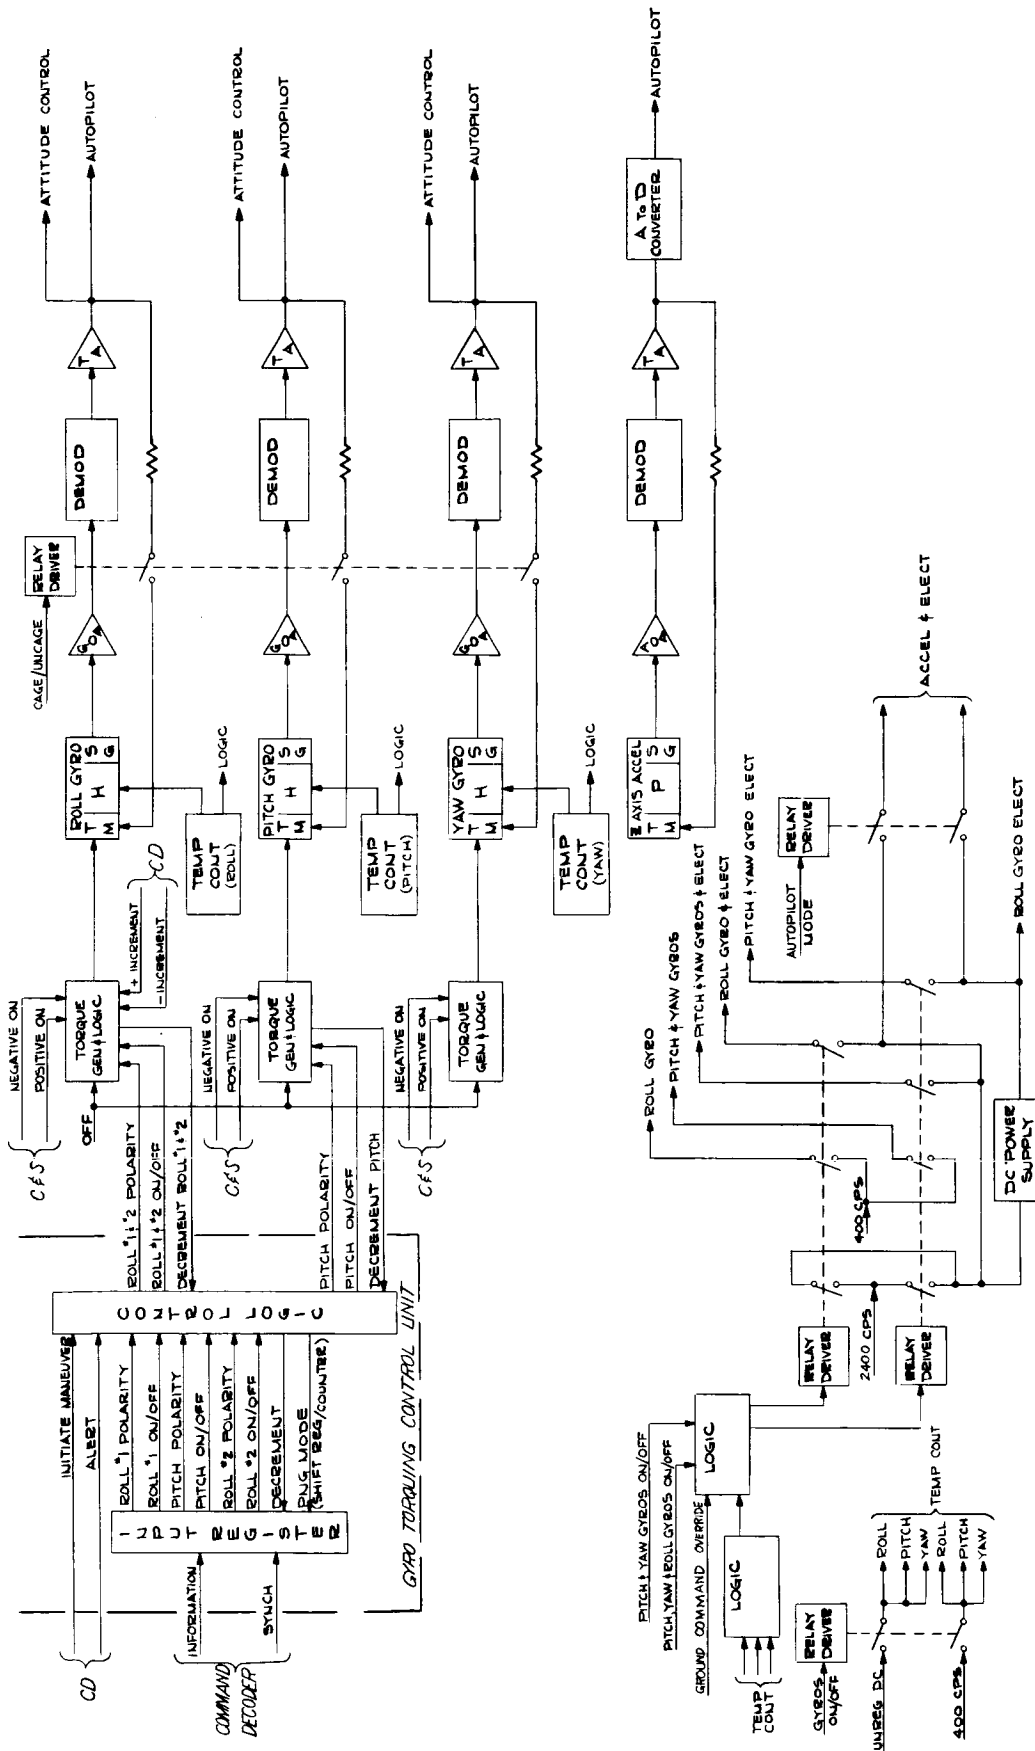 ATTITUDE CONTROL
AUTOPILOT
T A
DEMOD
CAGE/UNCAGE
RELAY
DRIVER
G O A
ROLL GYRO
T M
H
S G
TEMP
CONT
(ROLL)
LOGIC
NEGATIVE ON
POSITIVE ON
C&S
TORQUE
GEN & LOGIC
+ INCREMENT
- INCREMENT
CD
OFF
ATTITUDE CONTROL
AUTOPILOT
T A
DEMOD
G O A
PITCH GYRO
T M
H
S G
TEMP
CONT
(PITCH)
LOGIC
NEGATIVE ON
POSITIVE ON
C&S
TORQUE
GEN & LOGIC
ATTITUDE CONTROL
AUTOPILOT
T A
DEMOD
G O A
YAW GYRO
T M
H
S G
TEMP
CONT
(YAW)
LOGIC
NEGATIVE ON
POSITIVE ON
C&S
TORQUE
GEN & LOGIC
AUTOPILOT
A TO D
CONVERTER
T A
DEMOD
A O A
Z AXIS ACCEL
T M
P
S G
ROLL #1 & #2 POLARITY
ROLL #1 & #2 ON/OFF
DECREMENT ROLL #1 & #2
PITCH POLARITY
PITCH ON/OFF
DECREMENT PITCH
CONTROL LOGIC
INITIATE MANEUVER
ALERT
CD
ROLL #1 POLARITY
ROLL #1 ON/OFF
PITCH POLARITY
PITCH ON/OFF
ROLL #2 POLARITY
ROLL #2 ON/OFF
DECREMENT
PNG MODE
(SHIFT REG/COUNTER)
INPUT REGISTER
INFORMATION
SYNCH
COMMAND
DECODER
GYRO TORQUING CONTROL UNIT
ROLL GYRO
PITCH & YAW GYROS
PITCH & YAW GYROS & ELECT
ROLL GYRO & ELECT
PITCH & YAW GYRO ELECT
AUTOPILOT
MODE
RELAY
DRIVER
ACCEL & ELECT
ROLL GYRO ELECT
DC POWER
SUPPLY
400 CPS
2400 CPS
RELAY
DRIVER
RELAY
DRIVER
LOGIC
PITCH & YAW GYROS ON/OFF
PITCH, YAW & ROLL GYROS ON/OFF
GROUND COMMAND OVERRIDE
LOGIC
TEMP
CONT
GYROS
ON/OFF
RELAY
DRIVER
UNREG DC
400 CPS
ROLL
PITCH
YAW
ROLL
PITCH
YAW
TEMP CONT